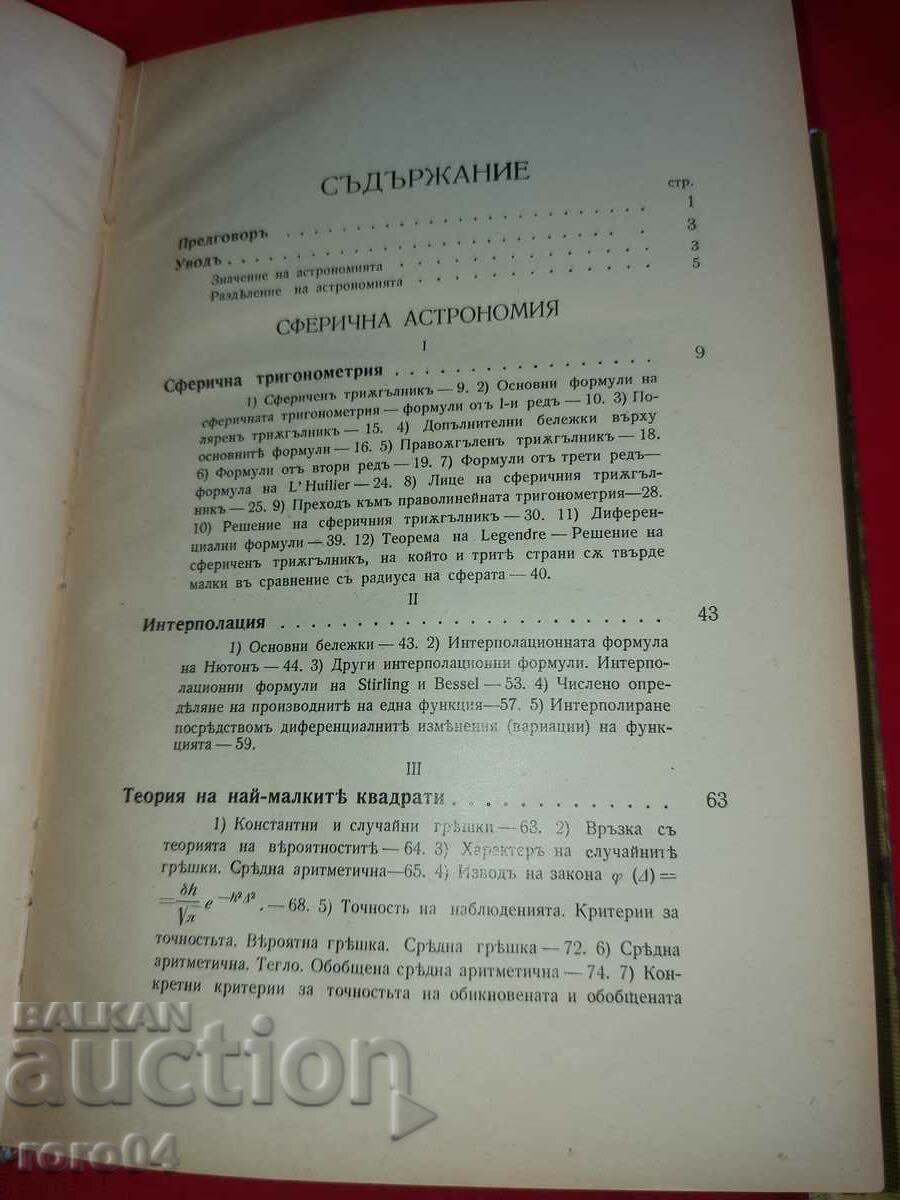 СЪДЪРЖАНИЕ
стр.
Предговоръ . . . . . . . . . . . . . . . . . . . . 1
Уводъ. . . . . . . . . . . . . . . . . . . . . . 3
Значение на астрономията . . . . . . . . . . . . 3
Раздѣление на астрономията . . . . . . . . . . . 5
СФЕРИЧНА АСТРОНОМИЯ
I
Сферична тригонометрия . . . . . . . . . . . . . 9
1) Сфериченъ трижгълникъ — 9. 2) Основни формули на
сферичната тригонометрия — формули отъ I-и редъ — 10. 3) По-
ляренъ трижгълникъ — 15. 4) Допълнителни бележки върху
основнитѣ формули — 16. 5) Правожгъленъ трижгълникъ — 18.
6) Формули отъ втори редъ — 19. 7) Формули отъ трети редъ—
формула на L' Huilier — 24. 8) Лице на сферичния трижгъл-
никъ — 25. 9) Преходъ къмъ праволинейната тригонометрия—28.
10) Решение на сферичния трижгълникъ — 30. 11) Диферен-
циални формули — 39. 12) Теорема на Legendre — Решение на
сфериченъ трижгълникъ, на който и тритѣ страни сѫ твърде
малки въ сравнение съ радиуса на сферата — 40.
II
Интерполация . . . . . . . . . . . . . . . . . . 43
1) Основни бележки — 43. 2) Интерполационната формула
на Нютонъ — 44. 3) Други интерполационни формули. Интерпо-
лационни формули на Stirling и Bessel — 53. 4) Числено опре-
дѣляне на производнитѣ на една функция—57. 5) Интерполиране
посрѣдствомъ диференциалнитѣ измѣнения (вариации) на функ-
цията — 59.
III
Теория на най-малкитѣ квадрати . . . . . . . . . 63
1) Константни и случайни грѣшки — 63. 2) Връзка съ
теорията на вѣроятноститѣ — 64. 3) Характеръ на случайнитѣ
грѣшки. Срѣдна аритметична—65. 4) Изводъ на закона φ (Δ) =
= δh/√π e^(−h²Δ²). — 68. 5) Точность на наблюденията. Критерии за
точностьта. Вѣроятна грѣшка. Срѣдна грѣшка — 72. 6) Срѣдна
аритметична. Тегло. Обобщена срѣдна аритметична — 74. 7) Кон-
кретни критерии за точностьта на обикновената и обобщената
BALKAN
auction
roro04